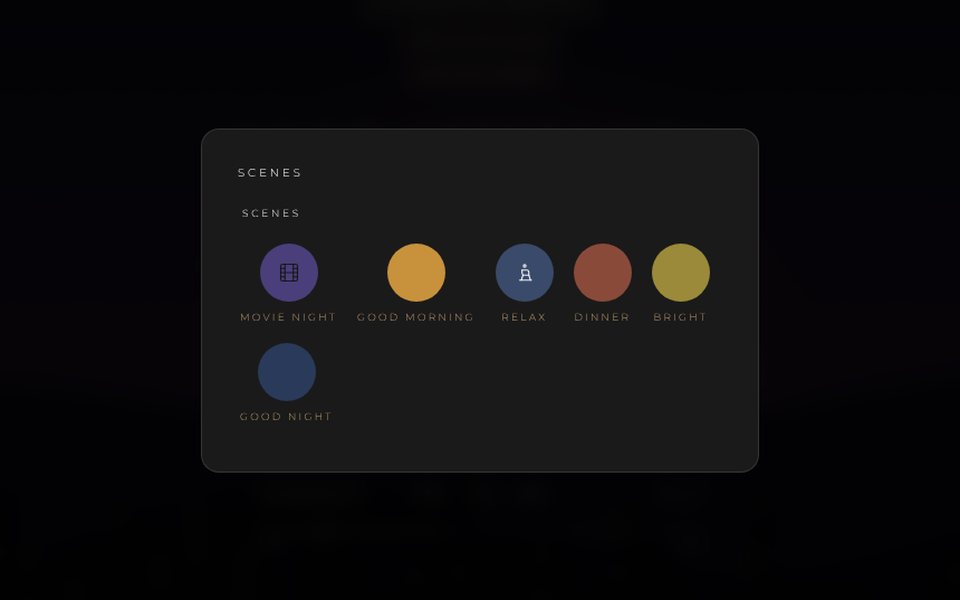 SCENES
SCENES
MOVIE NIGHT
GOOD MORNING
RELAX
DINNER
BRIGHT
GOOD NIGHT